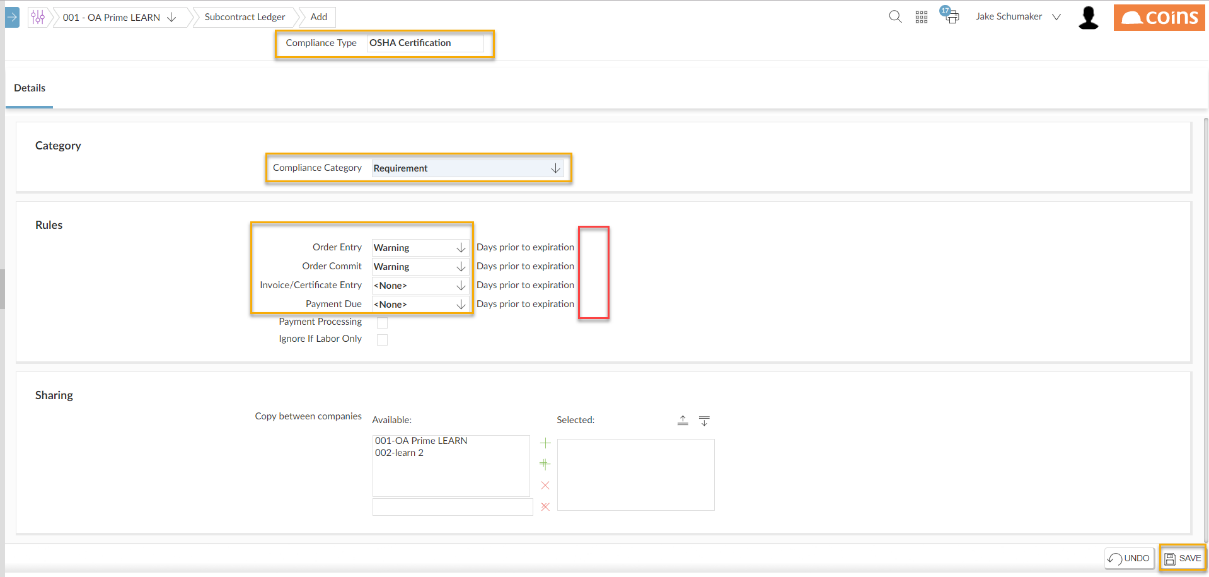 001 - OA Prime LEARN Subcontract Ledger Add 17 Jake Schumaker coins
Compliance Type OSHA Certification
Details
Category
Compliance Category Requirement
Rules
Order Entry Warning Days prior to expiration
Order Commit Warning Days prior to expiration
Invoice/Certificate Entry <None> Days prior to expiration
Payment Due <None> Days prior to expiration
Payment Processing
Ignore If Labor Only
Sharing
Copy between companies Available: Selected:
001-OA Prime LEARN
002-learn 2
UNDO SAVE